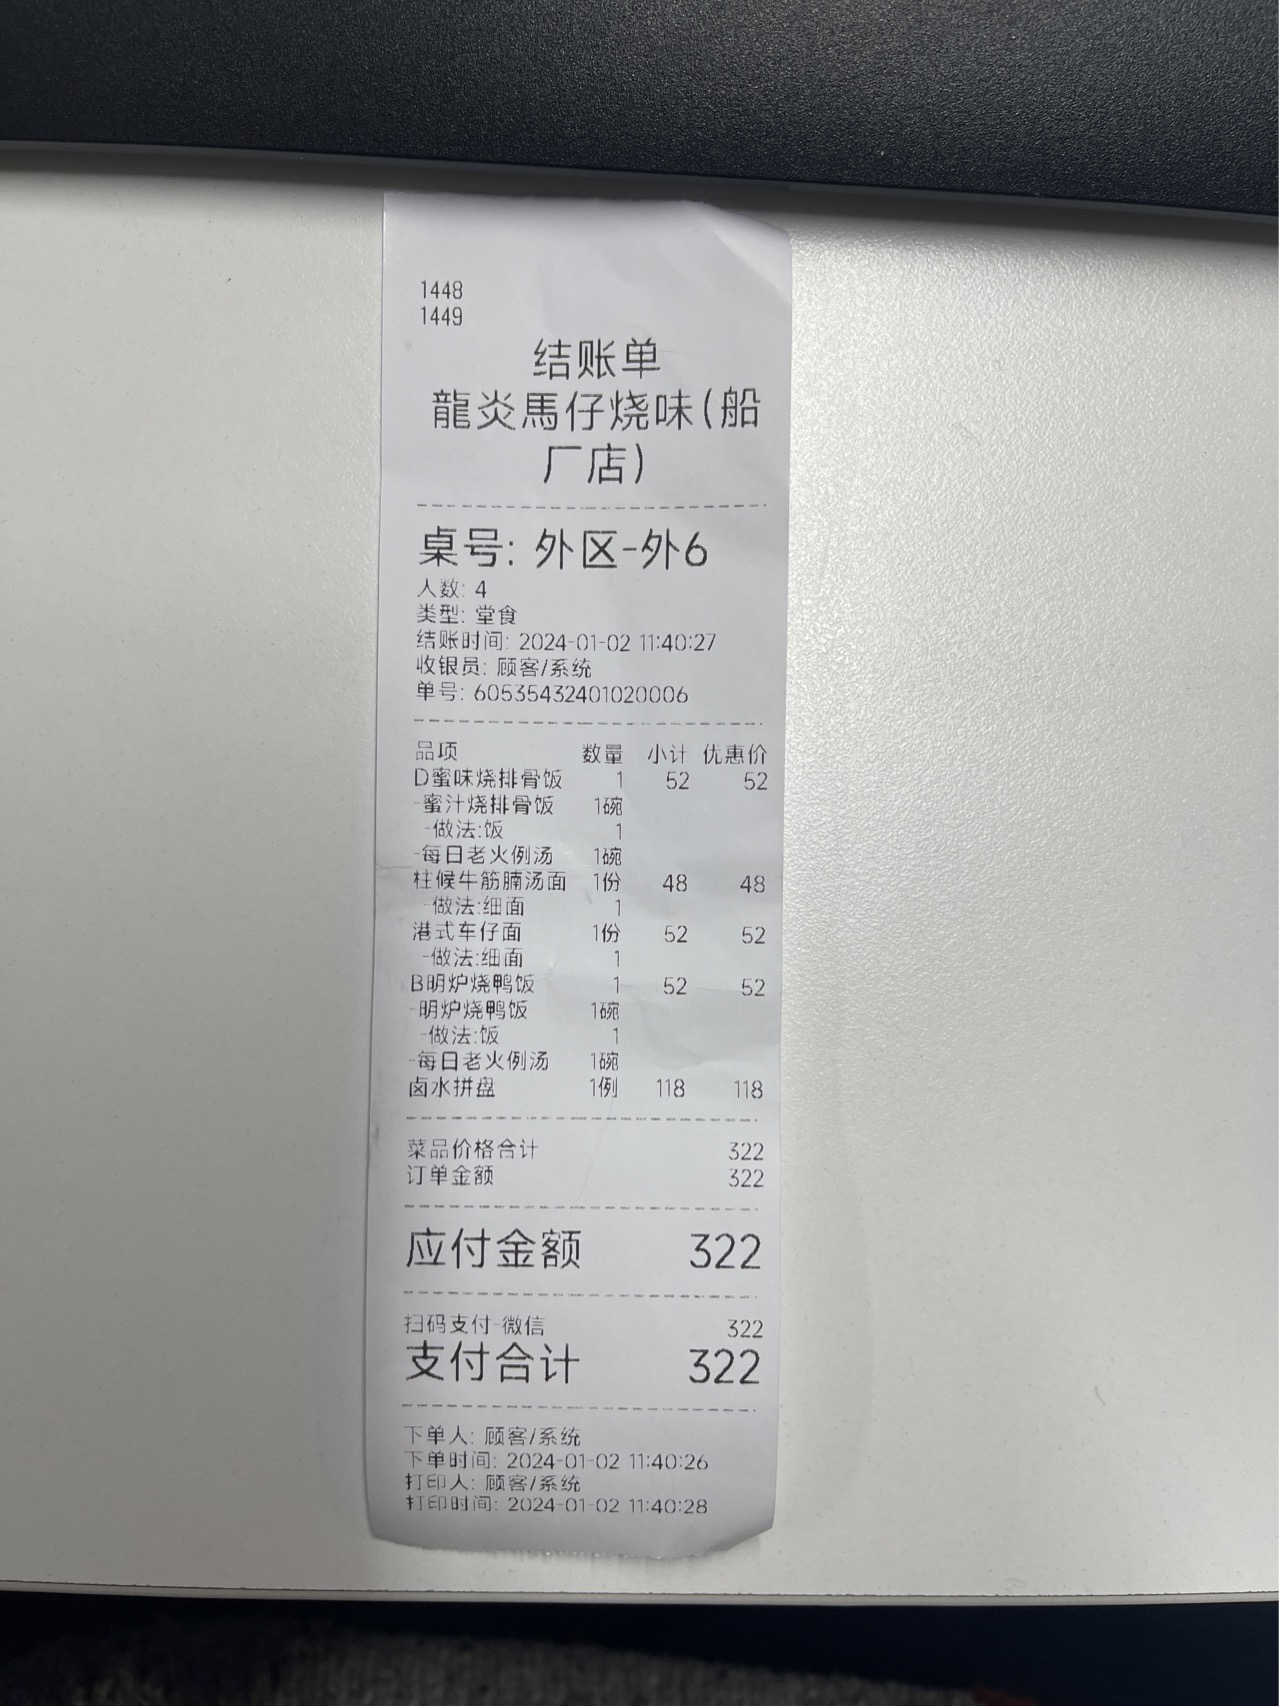 1448
1449
结账单
龍炎馬仔烧味(船
厂店)
桌号: 外区-外6
人数: 4
类型: 堂食
结账时间: 2024-01-02 11:40:27
收银员: 顾客/系统
单号: 60535432401020006
品项 数量 小计 优惠价
D蜜味烧排骨饭 1 52 52
-蜜汁烧排骨饭 1碗
-做法:饭 1
-每日老火例汤 1碗
柱候牛筋腩汤面 1份 48 48
-做法:细面 1
港式车仔面 1份 52 52
-做法:细面 1
B明炉烧鸭饭 1 52 52
-明炉烧鸭饭 1碗
-做法:饭 1
-每日老火例汤 1碗
卤水拼盘 1例 118 118
菜品价格合计 322
订单金额 322
应付金额 322
扫码支付-微信 322
支付合计 322
下单人: 顾客/系统
下单时间: 2024-01-02 11:40:26
打印人: 顾客/系统
打印时间: 2024-01-02 11:40:28